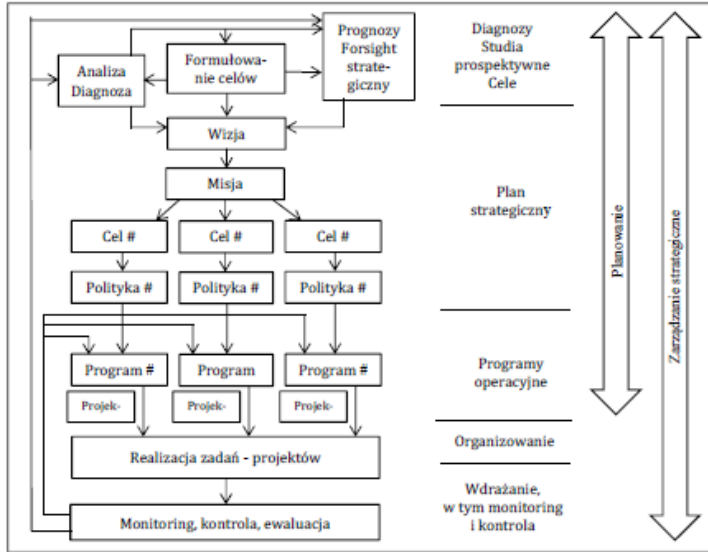 Prognozy
Forsight
strate-
giczny
Formułowa-
nie celów
Analiza
Diagnoza
Diagnozy
Studia
prospektywne
Cele
Wizja
Misja
Plan
strategiczny
Cel #
Cel #
Cel #
Polityka #
Polityka #
Polityka #
Program #
Program
Program #
Programy
operacyjne
Projek-
Projek-
Projek-
Organizowanie
Realizacja zadań - projektów
Wdrażanie,
w tym monitoring
i kontrola
Monitoring, kontrola, ewaluacja
Planowanie
Zarządzanie strategiczne